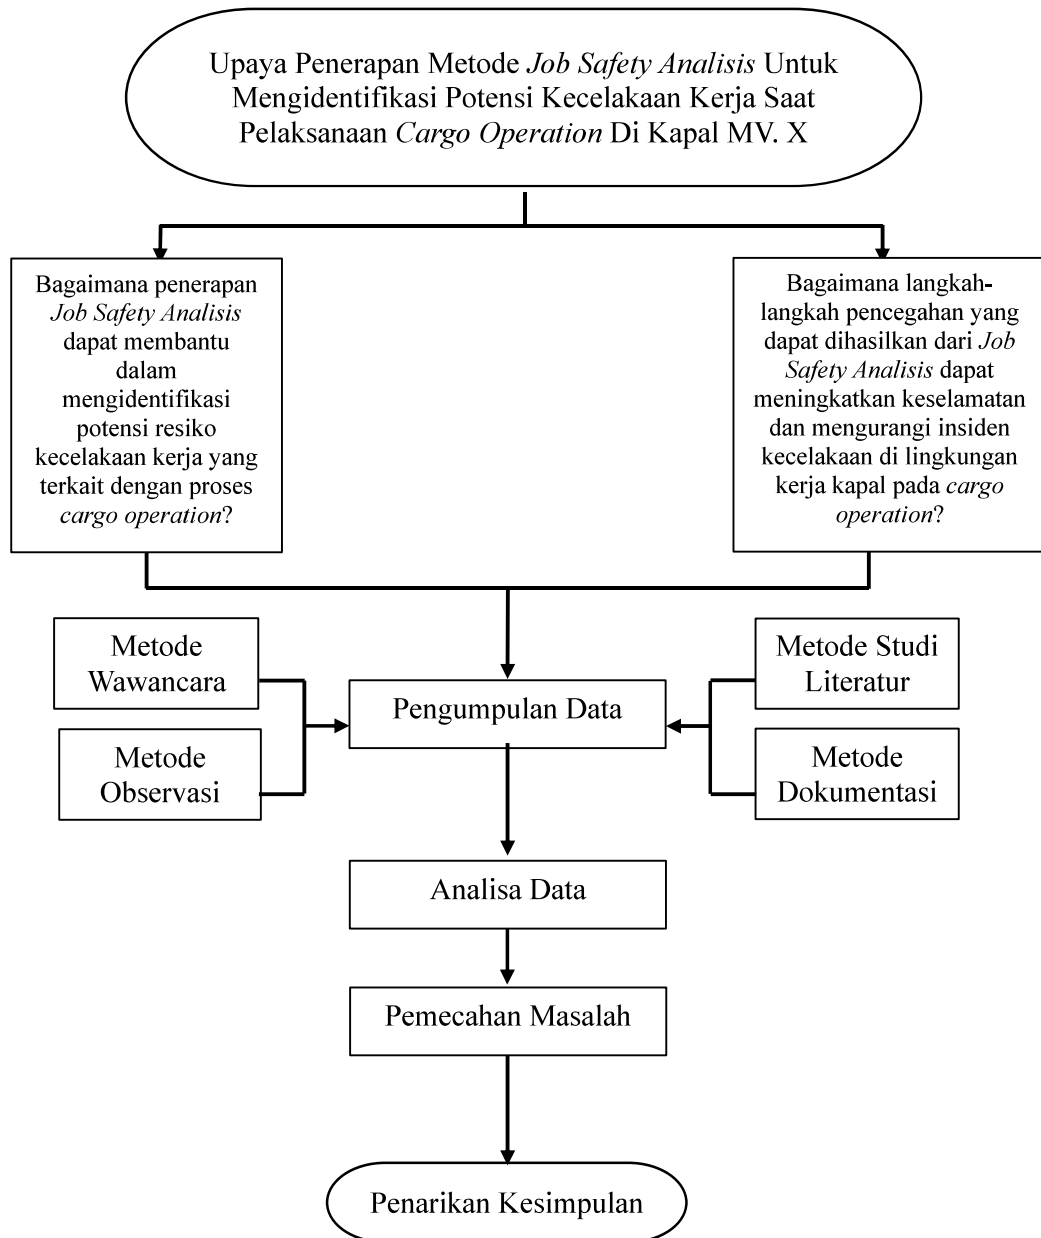 Upaya Penerapan Metode Job Safety Analisis Untuk
Mengidentifikasi Potensi Kecelakaan Kerja Saat
Pelaksanaan Cargo Operation Di Kapal MV. X
Bagaimana penerapan
Job Safety Analisis
dapat membantu
dalam
mengidentifikasi
potensi resiko
kecelakaan kerja yang
terkait dengan proses
cargo operation?
Bagaimana langkah-
langkah pencegahan yang
dapat dihasilkan dari Job
Safety Analisis dapat
meningkatkan keselamatan
dan mengurangi insiden
kecelakaan di lingkungan
kerja kapal pada cargo
operation?
Metode
Wawancara
Metode
Observasi
Pengumpulan Data
Metode Studi
Literatur
Metode
Dokumentasi
Analisa Data
Pemecahan Masalah
Penarikan Kesimpulan